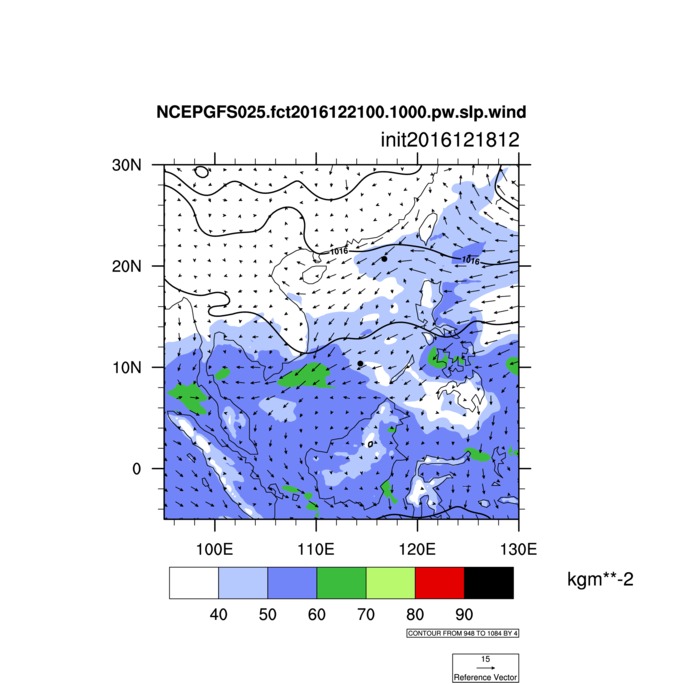 NCEPGFS025.fct2016122100.1000.pw.slp.wind
init2016121812
30N
1016
1016
20N
10N
0
0
100E 110E 120E 130E
kgm**-2
40 50 60 70 80 90
CONTOUR FROM 948 TO 1084 BY 4
15
Reference Vector